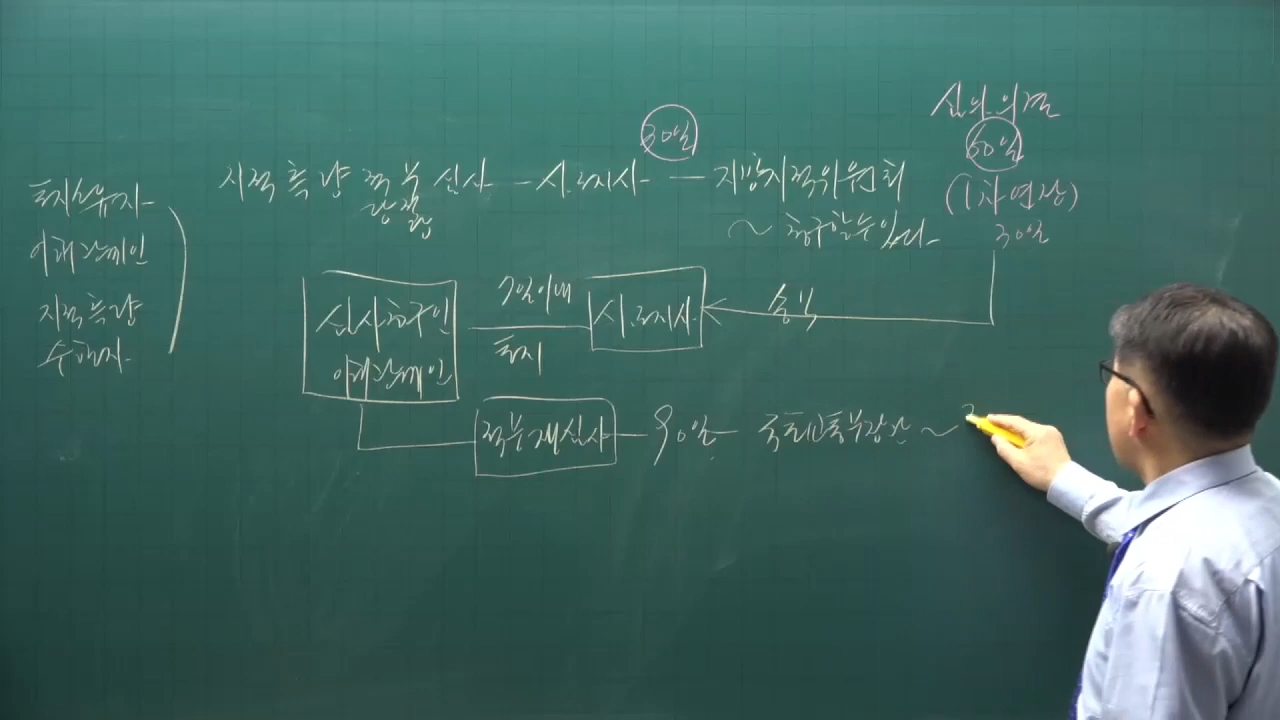 심의 의결
30일
60일
지적측량 적부심사 - 시.도지사 - 지방지적위원회
(1차 연장)
토지소유자
~ 청구할 수 있다.
30일
이해관계인
7일이내
지적측량
심사청구인
시.도지사
송부
통지
수행자
이해관계인
적부재심사 - 90일 - 국토교통부장관 ~